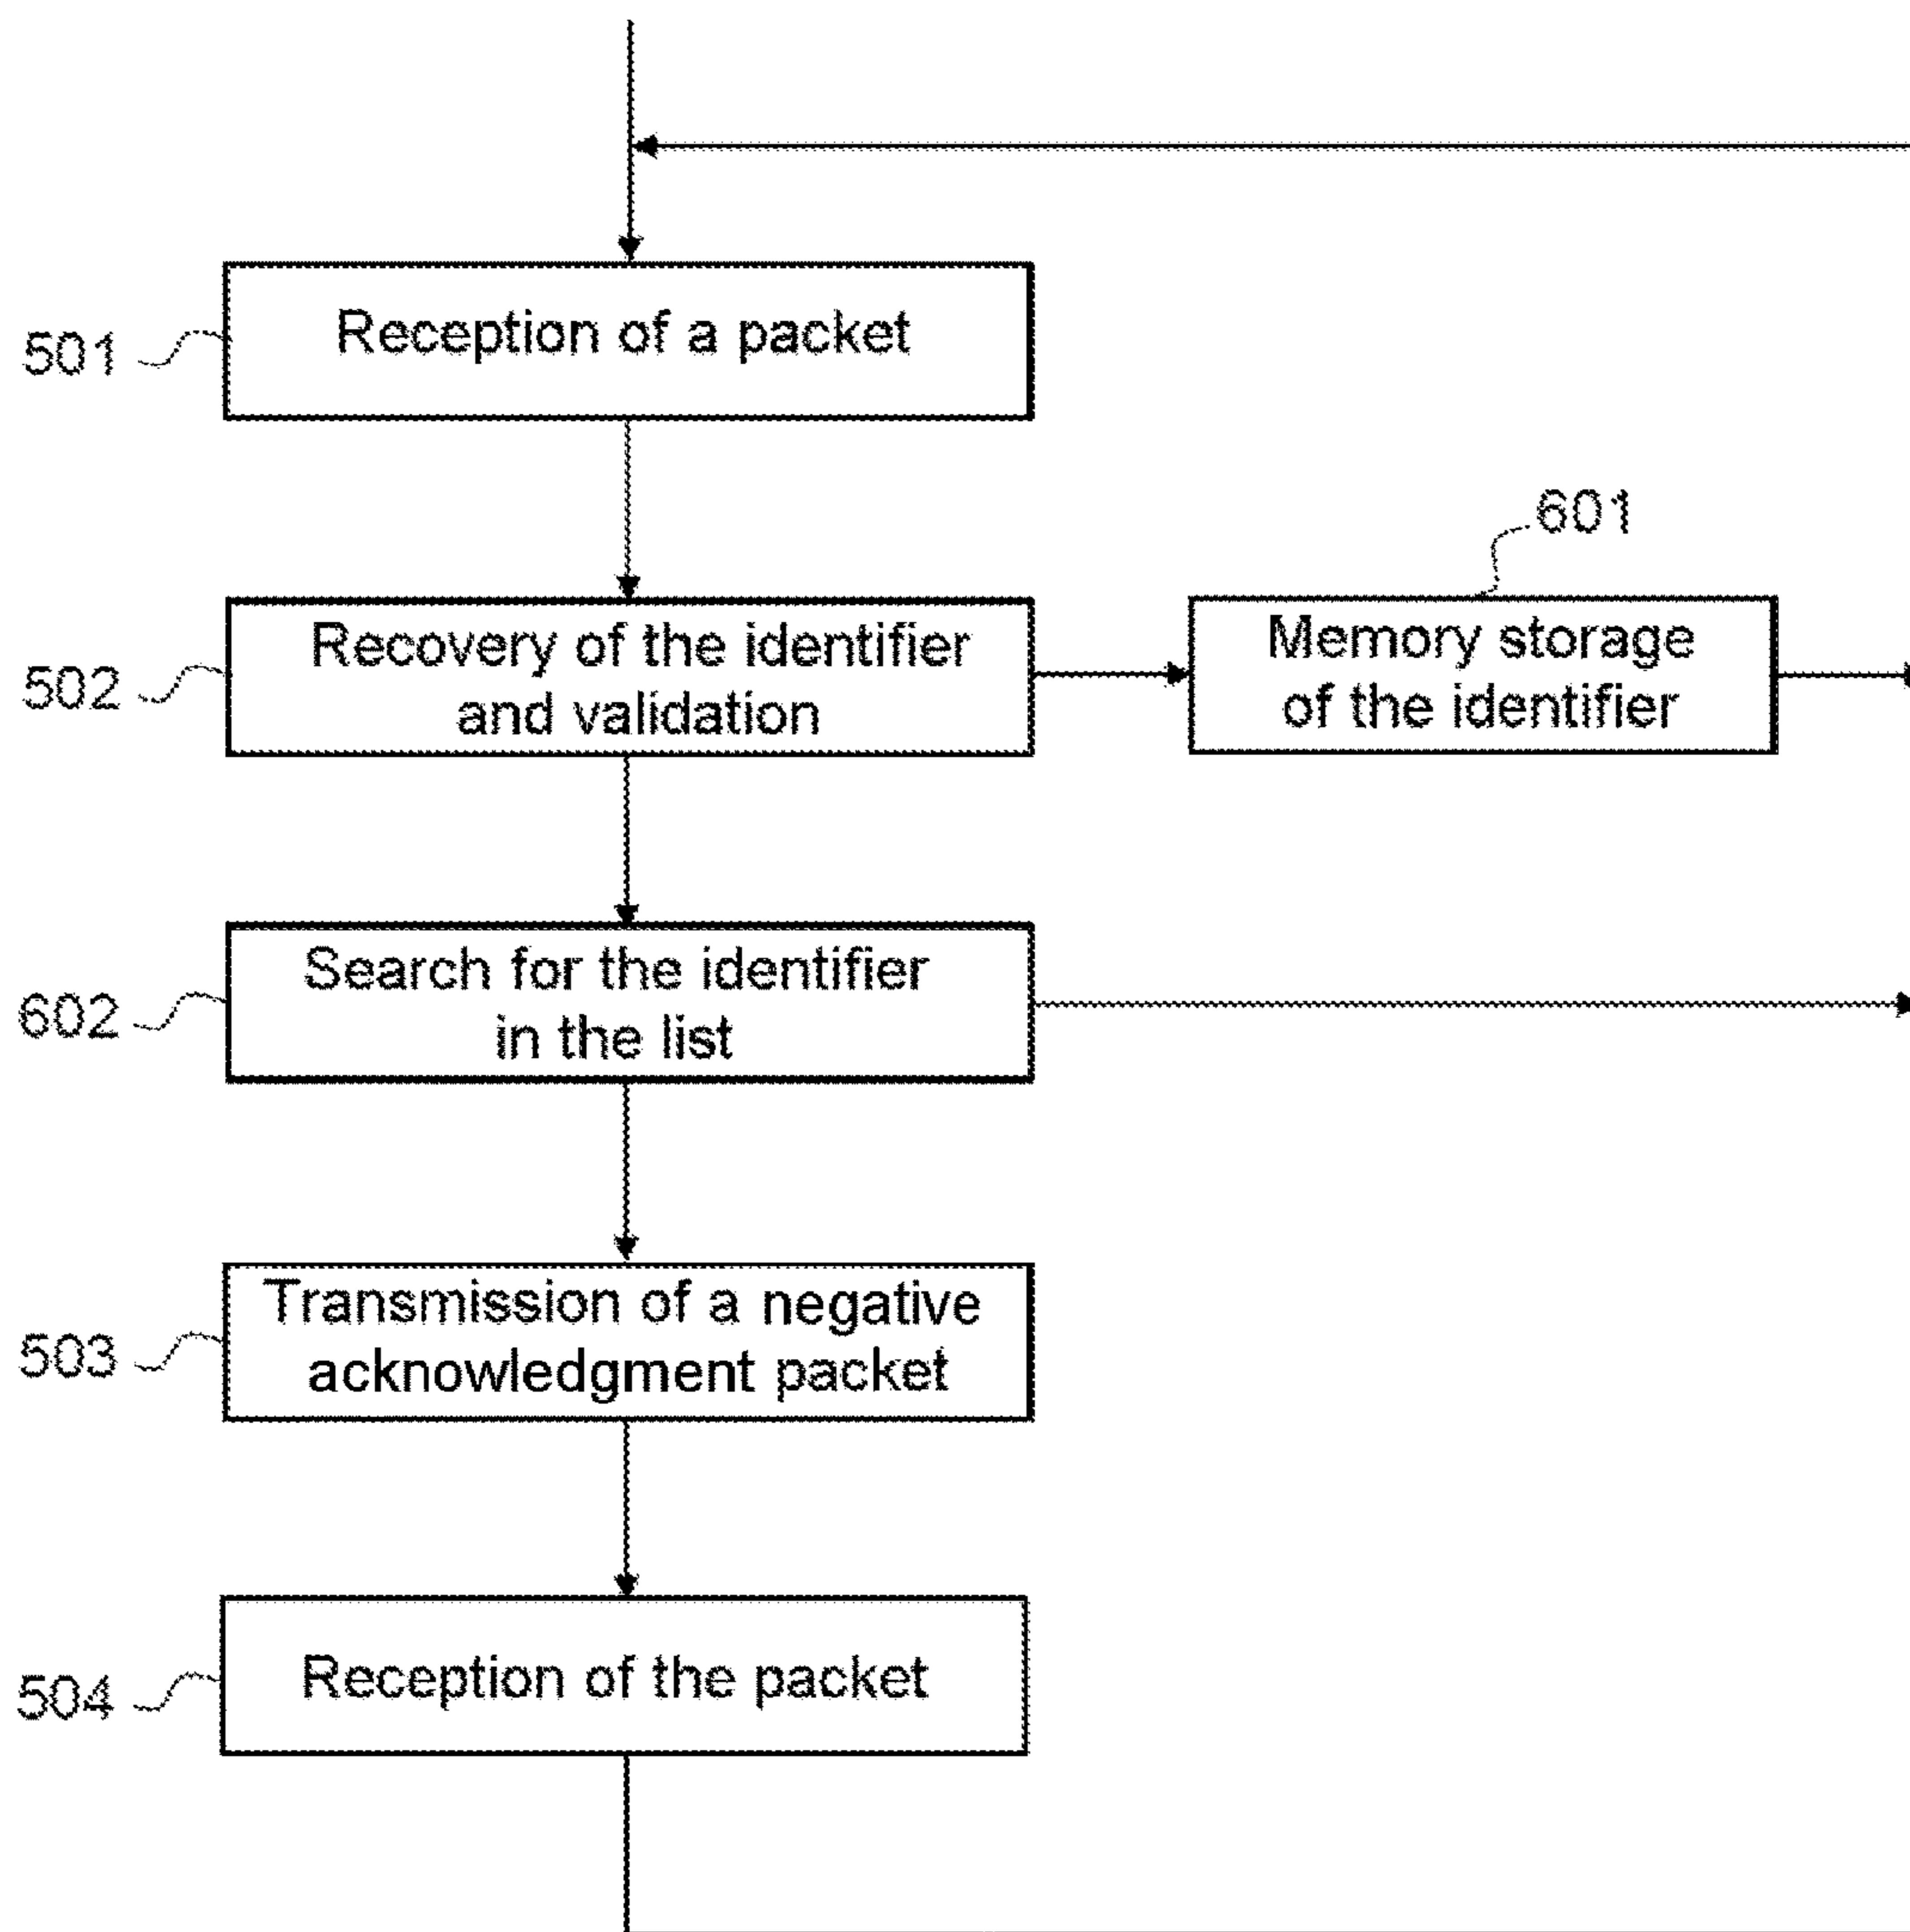 501
Reception of a packet
601
502
Recovery of the identifier
and validation
Memory storage
of the identifier
602
Search for the identifier
in the list
503
Transmission of a negative
acknowledgment packet
504
Reception of the packet